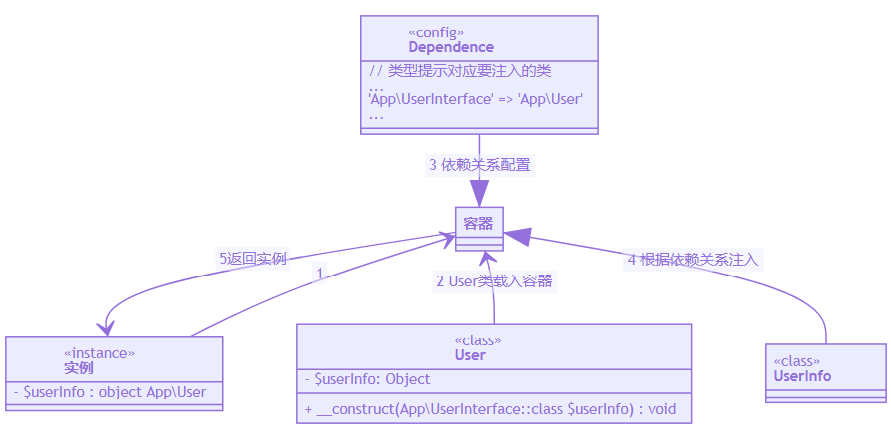 «config»
Dependence
// 类型提示对应要注入的类
...
'App\UserInterface' => 'App\User'
...
3 依赖关系配置
容器
5返回实例
1
2 User类载入容器
4 根据依赖关系注入
«instance»
实例
- $userInfo : object App\User
«class»
User
- $userInfo: Object
+ __construct(App\UserInterface::class $userInfo) : void
«class»
UserInfo